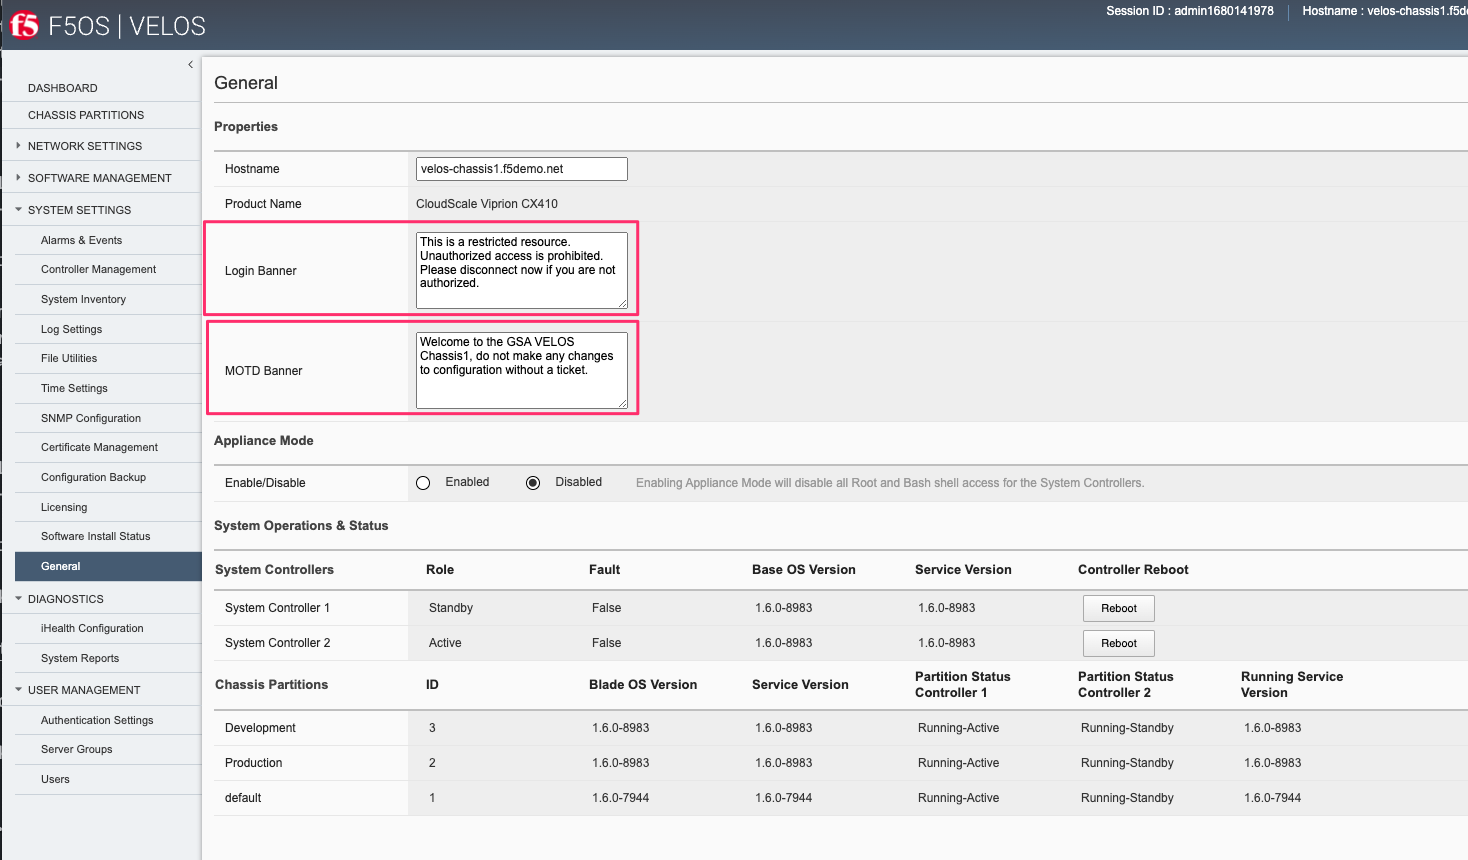 f5 F5OS | VELOS
Session ID : admin1680141978
Hostname : velos-chassis1.f5de
DASHBOARD
CHASSIS PARTITIONS
NETWORK SETTINGS
SOFTWARE MANAGEMENT
SYSTEM SETTINGS
Alarms & Events
Controller Management
System Inventory
Log Settings
File Utilities
Time Settings
SNMP Configuration
Certificate Management
Configuration Backup
Licensing
Software Install Status
General
DIAGNOSTICS
iHealth Configuration
System Reports
USER MANAGEMENT
Authentication Settings
Server Groups
Users
General
Properties
Hostname velos-chassis1.f5demo.net
Product Name CloudScale Viprion CX410
Login Banner
This is a restricted resource.
Unauthorized access is prohibited.
Please disconnect now if you are not
authorized.
MOTD Banner
Welcome to the GSA VELOS
Chassis1, do not make any changes
to configuration without a ticket.
Appliance Mode
Enable/Disable Enabled Disabled Enabling Appliance Mode will disable all Root and Bash shell access for the System Controllers.
System Operations & Status
System Controllers Role Fault Base OS Version Service Version Controller Reboot
System Controller 1 Standby False 1.6.0-8983 1.6.0-8983 Reboot
System Controller 2 Active False 1.6.0-8983 1.6.0-8983 Reboot
Chassis Partitions ID Blade OS Version Service Version Partition Status Controller 1 Partition Status Controller 2 Running Service Version
Development 3 1.6.0-8983 1.6.0-8983 Running-Active Running-Standby 1.6.0-8983
Production 2 1.6.0-8983 1.6.0-8983 Running-Active Running-Standby 1.6.0-8983
default 1 1.6.0-7944 1.6.0-7944 Running-Active Running-Standby 1.6.0-7944